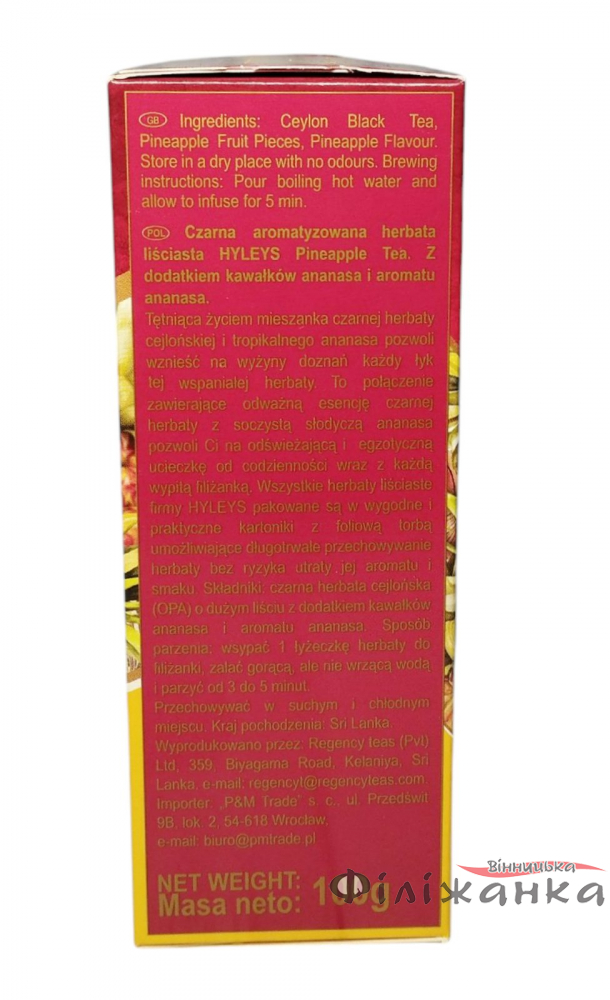 GB Ingredients: Ceylon Black Tea,
Pineapple Fruit Pieces, Pineapple Flavour.
Store in a dry place with no odours. Brewing
instructions: Pour boiling hot water and
allow to infuse for 5 min.
POL Czarna aromatyzowana herbata
liściasta HYLEYS Pineapple Tea. Z
dodatkiem kawałków ananasa i aromatu
ananasa.
Tętniąca życiem mieszanka czarnej herbaty
cejlońskiej i tropikalnego ananasa pozwoli
wznieść na wyżyny doznań każdy łyk
tej wspaniałej herbaty. To połączenie
zawierające odważną esencję czarnej
herbaty z soczystą słodyczą ananasa
pozwoli Ci na odświeżającą i egzotyczną
ucieczkę od codzienności wraz z każdą
wypitą filiżanką. Wszystkie herbaty liściaste
firmy HYLEYS pakowane są w wygodne i
praktyczne kartoniki z foliową torbą
umożliwiające długotrwałe przechowywanie
herbaty bez ryzyka utraty jej aromatu i
smaku. Składniki: czarna herbata cejlońska
(OPA) o dużym liściu z dodatkiem kawałków
ananasa i aromatu ananasa. Sposób
parzenia: wsypać 1 łyżeczkę herbaty do
filiżanki, zalać gorącą, ale nie wrzącą wodą
i parzyć od 3 do 5 minut.
Przechowywać w suchym i chłodnym
miejscu. Kraj pochodzenia: Sri Lanka.
Wyprodukowano przez: Regency teas (Pvt)
Ltd, 359, Biyagama Road, Kelaniya, Sri
Lanka, e-mail: regencyt@regencyteas.com.
Importer: „P&M Trade" s. c., ul. Przedświt
9B, lok. 2, 54-618 Wrocław,
e-mail: biuro@pmtrade.pl
NET WEIGHT:
Masa neto: 100g
Вінницька
Філіжанка